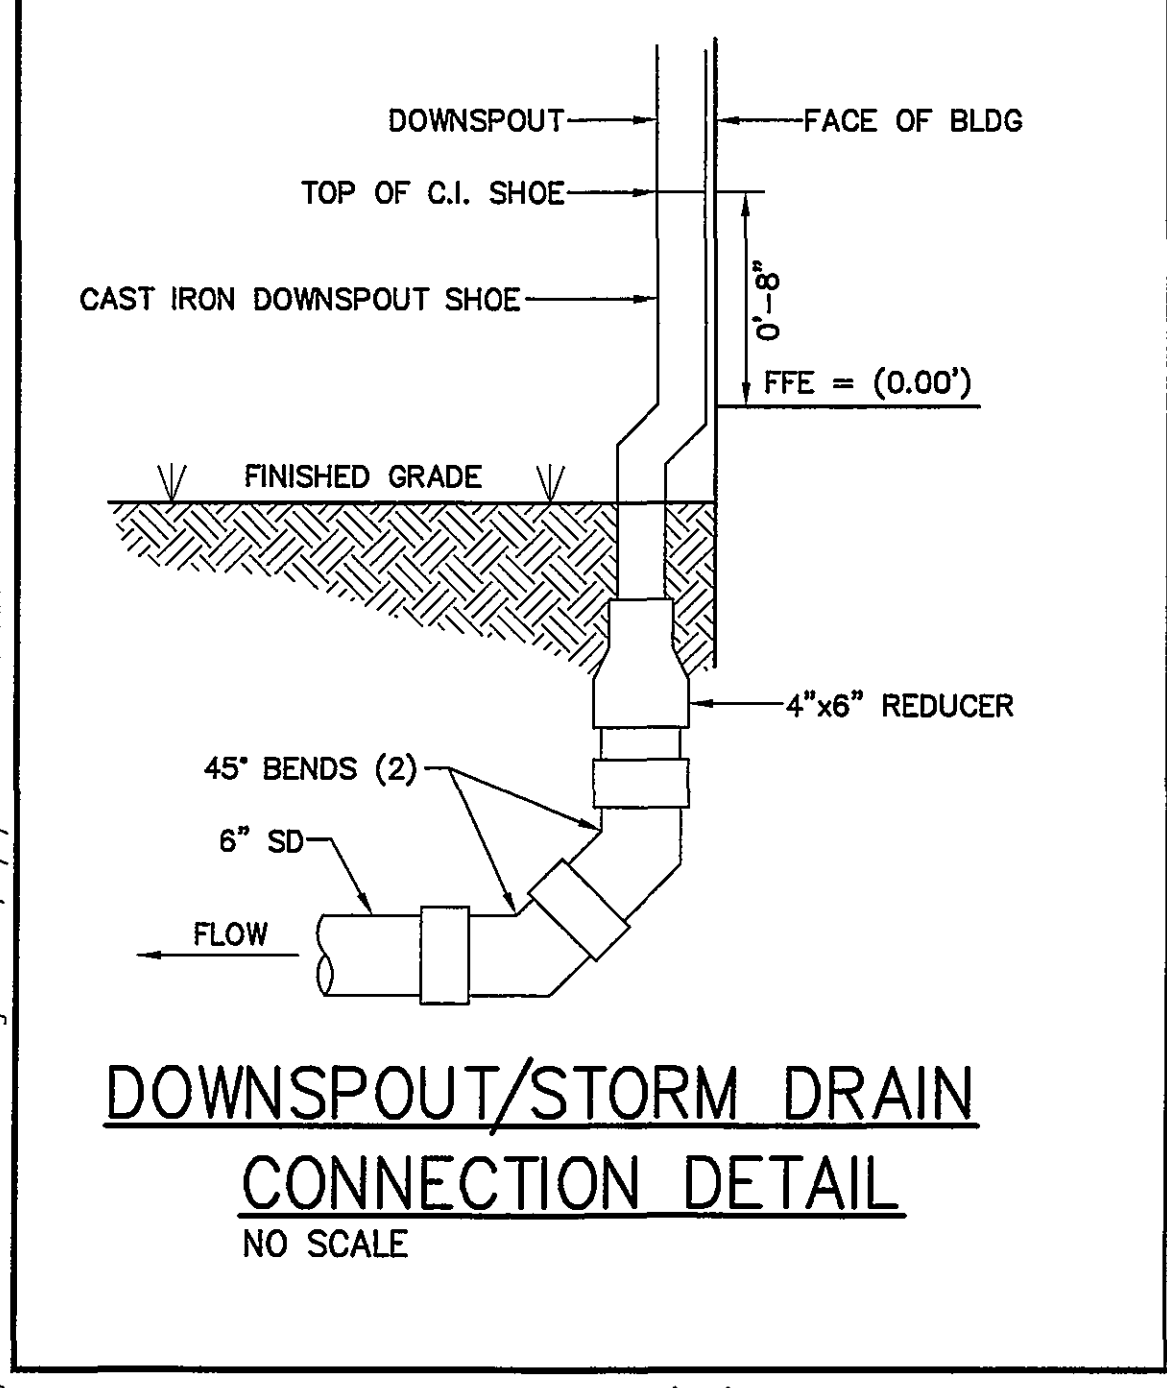 DOWNSPOUT
FACE OF BLDG
TOP OF C.I. SHOE
CAST IRON DOWNSPOUT SHOE
0'-8"
FFE = (0.00')
FINISHED GRADE
4"x6" REDUCER
45° BENDS (2)
6" SD
FLOW
DOWNSPOUT/STORM DRAIN
CONNECTION DETAIL
NO SCALE